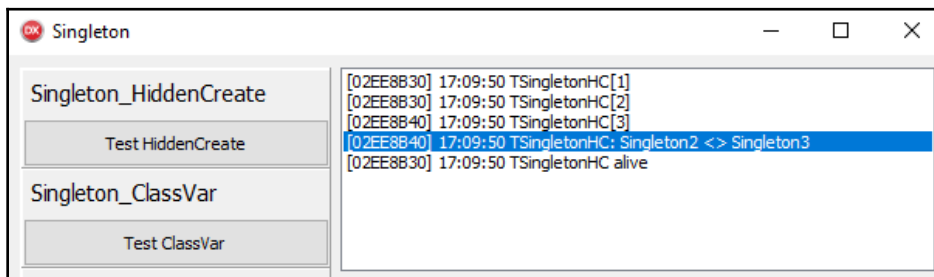 DX Singleton
Singleton_HiddenCreate
Test HiddenCreate
Singleton_ClassVar
Test ClassVar
[02EE8B30] 17:09:50 TSingletonHC[1]
[02EE8B30] 17:09:50 TSingletonHC[2]
[02EE8B40] 17:09:50 TSingletonHC[3]
[02EE8B40] 17:09:50 TSingletonHC: Singleton2 <> Singleton3
[02EE8B30] 17:09:50 TSingletonHC alive